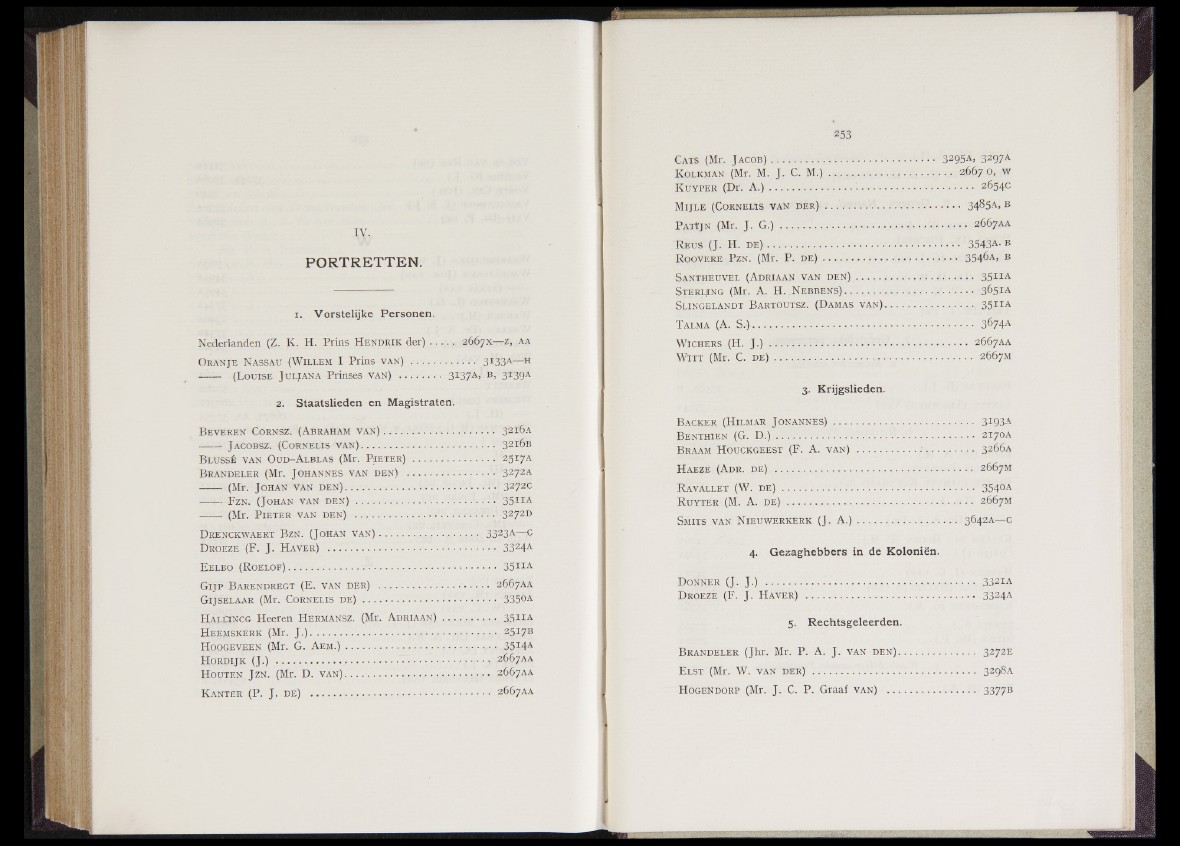 IV.
PORTRETTEN.
1. Vorstelijke Personen.
Nederlanden (Z. K. H. Prins HENDRIK der) ..... 2667X—Z, AA
ORANJE NASSAU (WILLEM I Prins VAN) ............ 3133A—H
—— (LOUISE JULJANA Prinses VAN) ........ 3137A, B, 3139A
2. Staatslieden en Magistraten.
BEVEREN CORNSZ. (ABRAHAM VAN) .................... 3216A
—— JACOBSZ. (CORNELIS VAN) ........................ 3216B
BLUSSÉ VAN OUD-ALBLAS (Mr. PIETER) ............... 2517A
BRANDELER (Mr. JOHANNES VAN DEN) ................ 3272A
—— (Mr. JOHAN VAN DEN) ........................... 3272C
—— FZN. (JOHAN VAN DEN) ......................... 3511A
—— (Mr. PIETER VAN DEN) ......................... 3272D
DRENCKWAERT BZN. (JOHAN VAN) .................. 3323A—C
DROEZE (F. J. HAVER) .............................. 3324A
EELBO (ROELOF) ..................................... 3511A
GIJP BARENDREGT (E. VAN DER) .................... 2667AA
GIJSELAAR (Mr. CORNELIS DE) ........................ 3350A
HALLINCG Heeren HERMANSZ. (Mr. ADRIAAN) .......... 3511A
HEEMSKERK (Mr. J.) ................................. 2517B
HOOGEVEEN (Mr. G. AEM.) ........................... 3514A
HORDIJK (J.) ...................................... 2667AA
HOUTEN JZN. (Mr. D. VAN) .......................... 2667AA
KANTER (P. J. DE) ................................ 2667AA
253
CATS (Mr. JACOB) ............................. 3295A, 3297A
KOLKMAN (Mr. M. J. C. M.) ...................... 2667 O, W
KUYPER (Dr. A.) .................................... 2654C
MIJLE (CORNELIS VAN DER) ........................ 3485A, B
PATIJN (Mr. J. G.) ................................. 2667AA
REUS (J. H. DE) .................................. 3543A. B
ROOVERE PZN. (Mr. P. DE) ........................ 3546A, B
SANTHEUVEL (ADRIAAN VAN DEN) ..................... 3511A
STERLING (Mr. A. H. NEBBENS) ....................... 3651A
SLINGELANDT BARTOUTSZ. (DAMAS VAN) ................ 3511A
TALMA (A. S.) ....................................... 3674A
WICHERS (H. J.) ................................... 2667AA
WITT (Mr. C. DE) ................................... 2667M
3. Krijgslieden.
BACKER (HILMAR JONANNES) ......................... 3193A
BENTHIEN (G. D.) ................................... 2170A
BRAAM HOUCKGEEST (F. A. VAN) ..................... 3266A
HAEZE (ADR. DE) ................................... 2667M
RAVALLET (W. DE) .................................. 3540A
RUYTER (M. A. DE) ................................. 2667M
SMITS VAN NIEUWERKERK (J. A.) .................. 3642A—C
4. Gezaghebbers in de Koloniën.
DONNER (J. J.) ..................................... 3321A
DROEZE (F. J. HAVER) .............................. 3324A
5. Rechtsgeleerden.
BRANDELER (Jhr. Mr. P. A. J. VAN DEN) .............. 3272E
ELST (Mr. W. VAN DER) ............................. 3298A
HOGENDORP (Mr. J. C. P. Graaf VAN) ................ 3377B